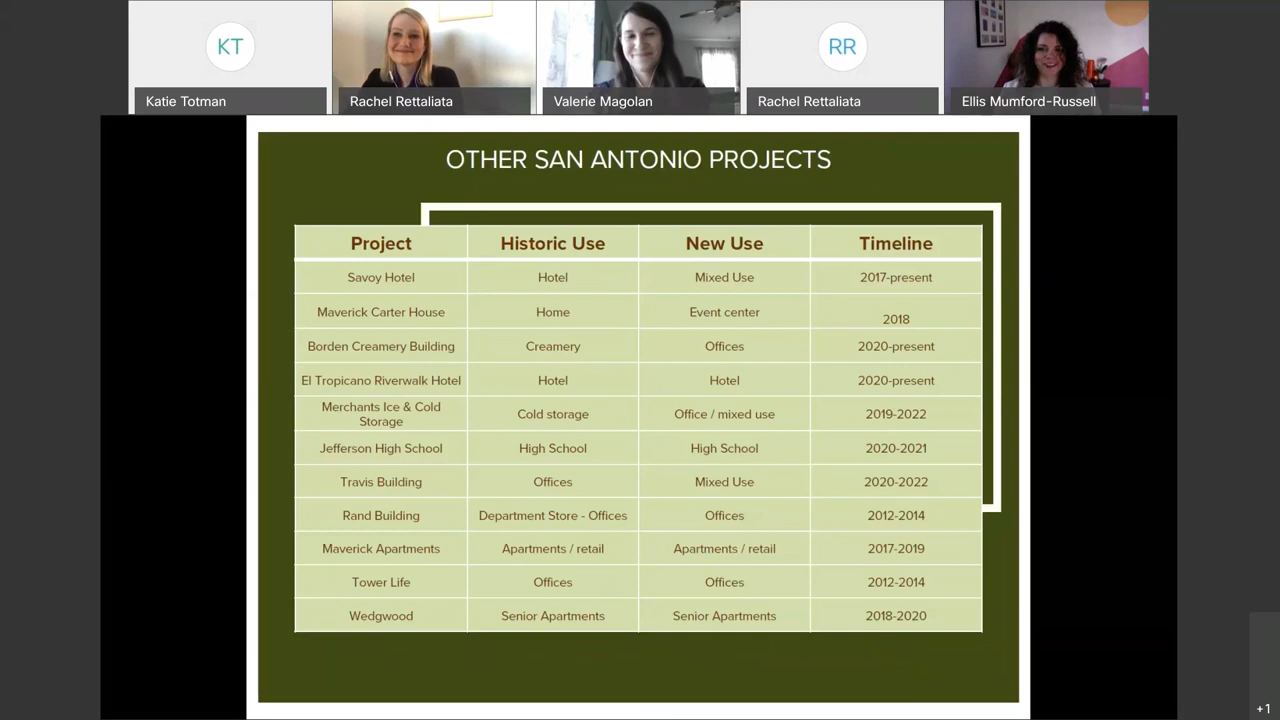 KT
RR
Katie Totman
Rachel Rettaliata
Valerie Magolan
Rachel Rettaliata
Ellis Mumford-Russell
OTHER SAN ANTONIO PROJECTS
Project Historic Use New Use Timeline
Savoy Hotel Hotel Mixed Use 2017-present
Maverick Carter House Home Event center 2018
Borden Creamery Building Creamery Offices 2020-present
El Tropicano Riverwalk Hotel Hotel Hotel 2020-present
Merchants Ice & Cold
Storage Cold storage Office / mixed use 2019-2022
Jefferson High School High School High School 2020-2021
Travis Building Offices Mixed Use 2020-2022
Rand Building Department Store - Offices Offices 2012-2014
Maverick Apartments Apartments / retail Apartments / retail 2017-2019
Tower Life Offices Offices 2012-2014
Wedgwood Senior Apartments Senior Apartments 2018-2020
+1